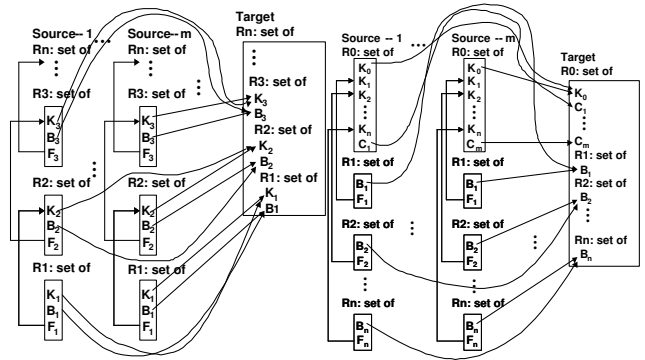 Source-- 1 ...
Rn: set of
R3: set of
K3
B3
F3
R2: set of
K2
B2
F2
R1: set of
K1
B1
F1
Source-- m
Rn: set of
R3: set of
K3
B3
F3
R2: set of
K2
B2
F2
R1: set of
K1
B1
F1
Target
Rn: set of
R3: set of
K3
B3
R2: set of
K2
B2
R1: set of
K1
B1
Source -- 1 ...
R0: set of
K0
K1
K2
Kn
C1
R1: set of
B1
F1
R2: set of
B2
F2
Rn: set of
Bn
Fn
Source -- m
R0: set of
K0
K1
K2
Kn
Cm
R1: set of
B1
F1
R2: set of
B2
F2
Rn: set of
Bn
Fn
Target
R0: set of
K0
C1
Cm
R1: set of
B1
R2: set of
B2
Rn: set of
Bn